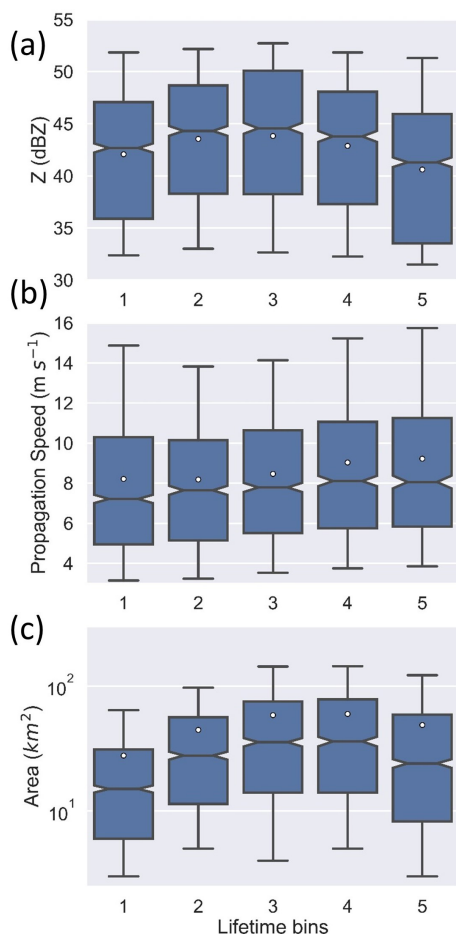 (a)
Z (dBZ)
55
50
45
40
35
30
1 2 3 4 5
(b)
Propagation Speed (m s⁻¹)
16
14
12
10
8
6
4
1 2 3 4 5
(c)
Area (km²)
10²
10¹
1 2 3 4 5
Lifetime bins